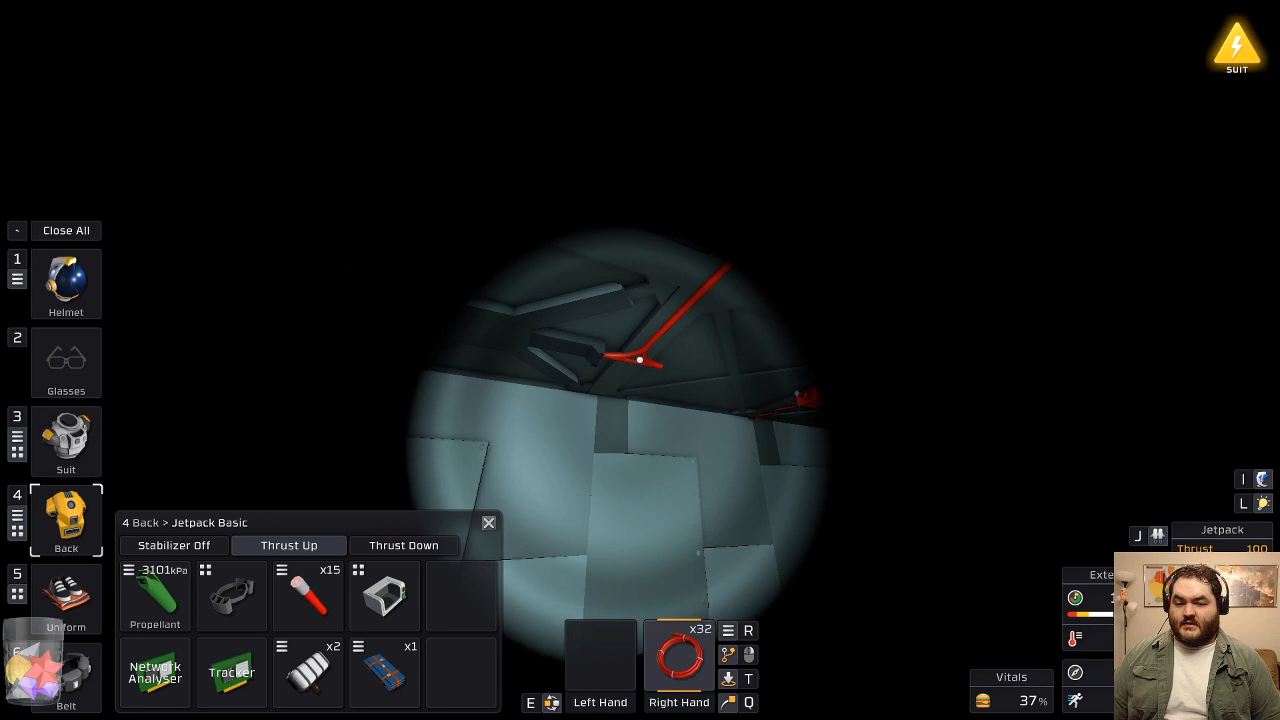 SUIT
~ Close All
1
Helmet
2
Glasses
3
Suit
4
Back
5
Uniform
Belt
4 Back > Jetpack Basic
Stabilizer Off Thrust Up Thrust Down
3101kPa x15
Propellant
Network Analyser Tracker x2 x1
x32 R
T
E Left Hand Right Hand Q
I
L
J Jetpack
Thrust 100
Exte
Vitals
37%